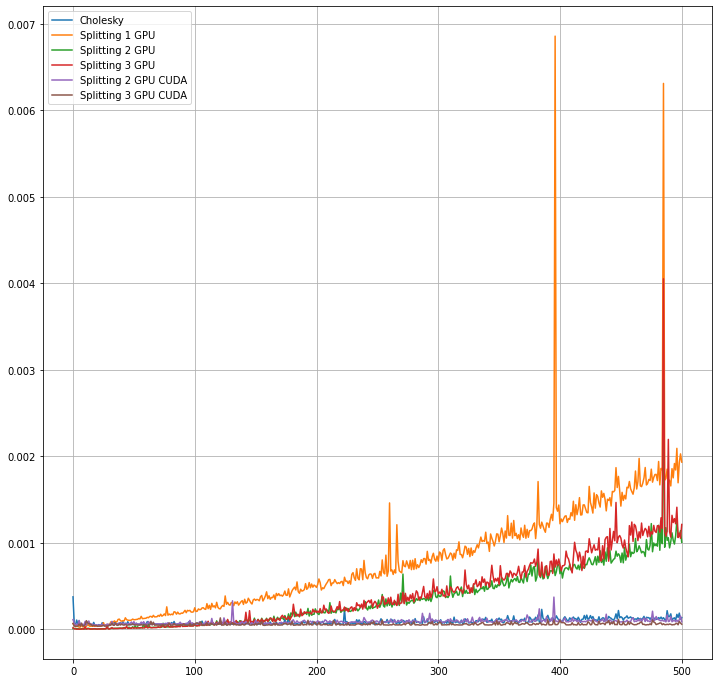 Cholesky
Splitting 1 GPU
Splitting 2 GPU
Splitting 3 GPU
Splitting 2 GPU CUDA
Splitting 3 GPU CUDA
0.007
0.006
0.005
0.004
0.003
0.002
0.001
0.000
0 100 200 300 400 500